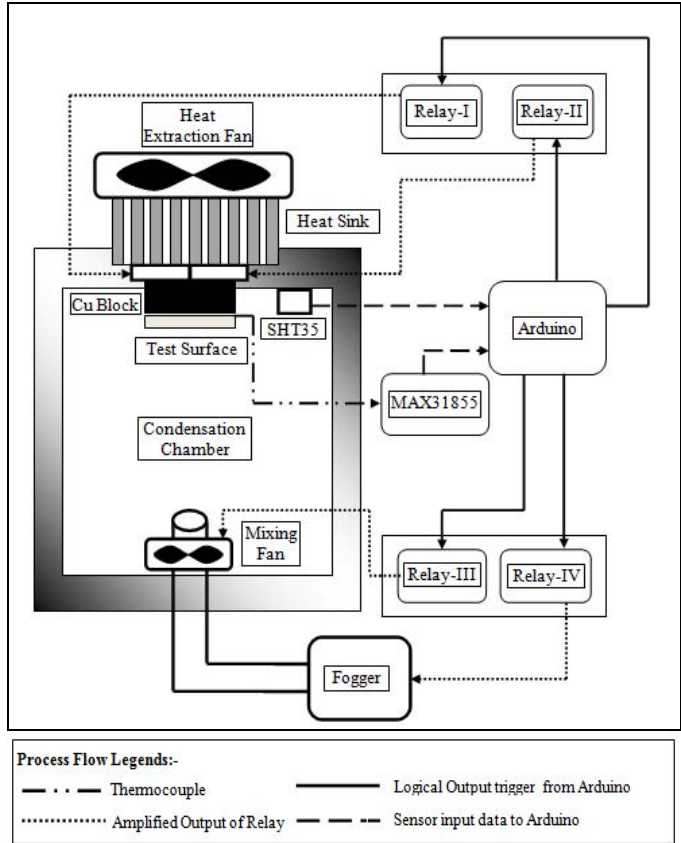 Heat
Extraction Fan
Relay-I
Relay-II
Heat Sink
Cu Block
SHT35
Test Surface
Arduino
MAX31855
Condensation
Chamber
Mixing
Fan
Relay-III
Relay-IV
Fogger
Process Flow Legends:-
Thermocouple
Logical Output trigger from Arduino
Amplified Output of Relay
Sensor input data to Arduino